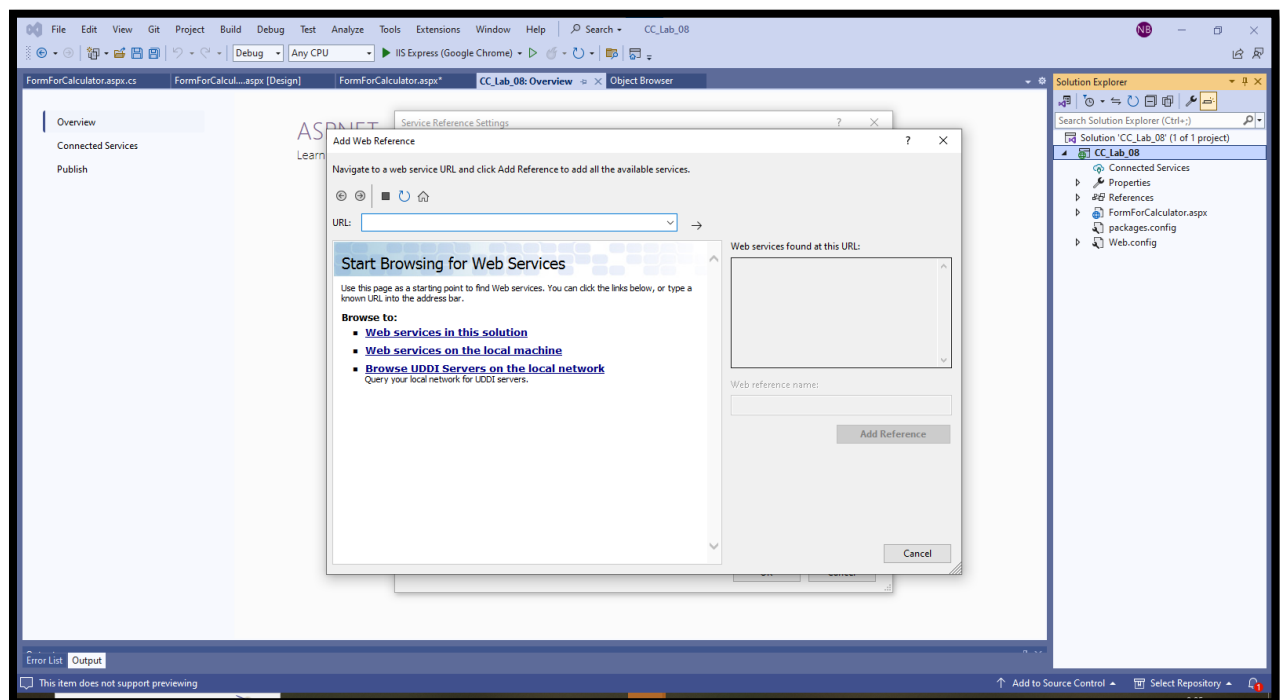 File Edit View Git Project Build Debug Test Analyze Tools Extensions Window Help Search CC_Lab_08 NB
Debug Any CPU IIS Express (Google Chrome)
FormForCalculator.aspx.cs FormForCalcul....aspx [Design] FormForCalculator.aspx* CC_Lab_08: Overview Object Browser
Overview
Connected Services
Publish
Learn
Service Reference Settings ? ×
Add Web Reference ? ×
Navigate to a web service URL and click Add Reference to add all the available services.
URL:
Start Browsing for Web Services
Use this page as a starting point to find Web services. You can click the links below, or type a
known URL into the address bar.
Browse to:
Web services in this solution
Web services on the local machine
Browse UDDI Servers on the local network
Query your local network for UDDI servers.
Web services found at this URL:
Web reference name:
Add Reference
Cancel
Solution Explorer
Search Solution Explorer (Ctrl+;)
Solution 'CC_Lab_08' (1 of 1 project)
CC_Lab_08
Connected Services
Properties
References
FormForCalculator.aspx
packages.config
Web.config
Error List Output
This item does not support previewing Add to Source Control Select Repository 1